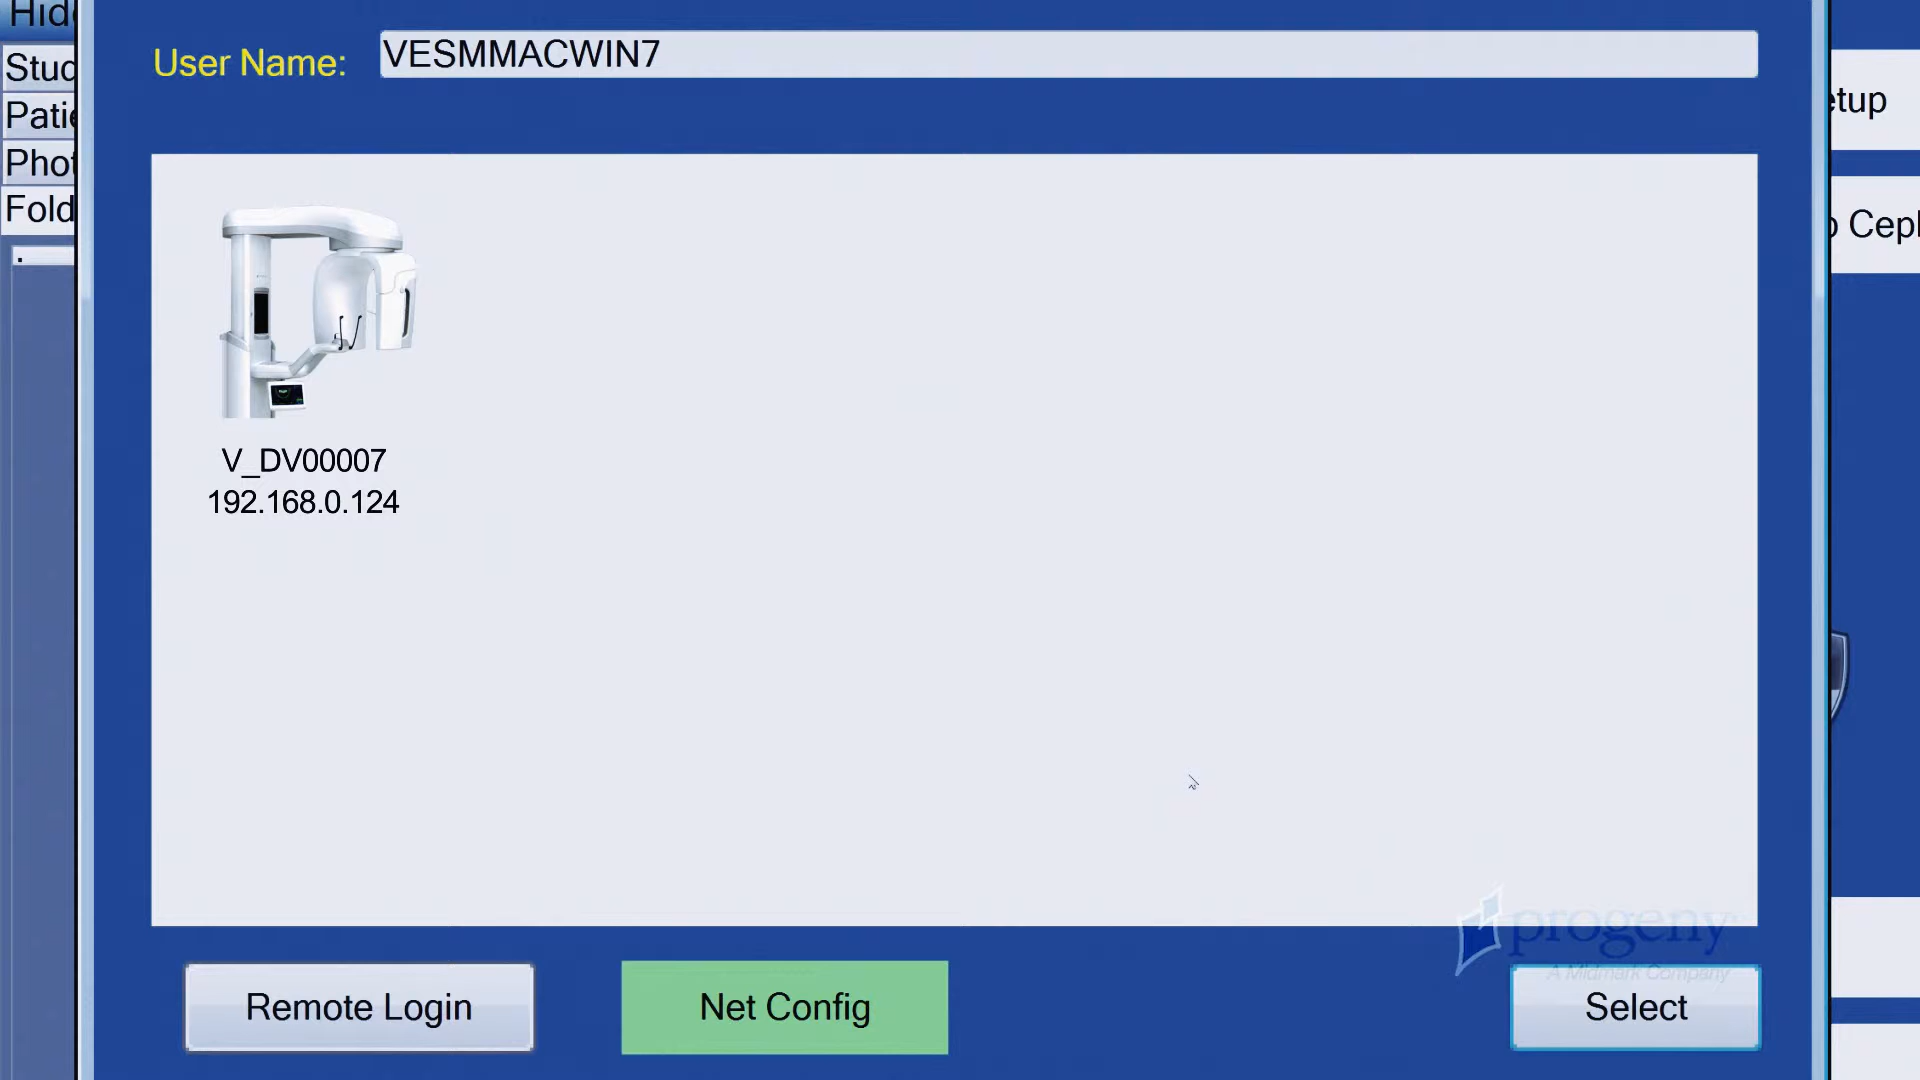 User Name: VESMMACWIN7
V_DV00007
192.168.0.124
Remote Login
Net Config
Select
progeny
A Midmark Company